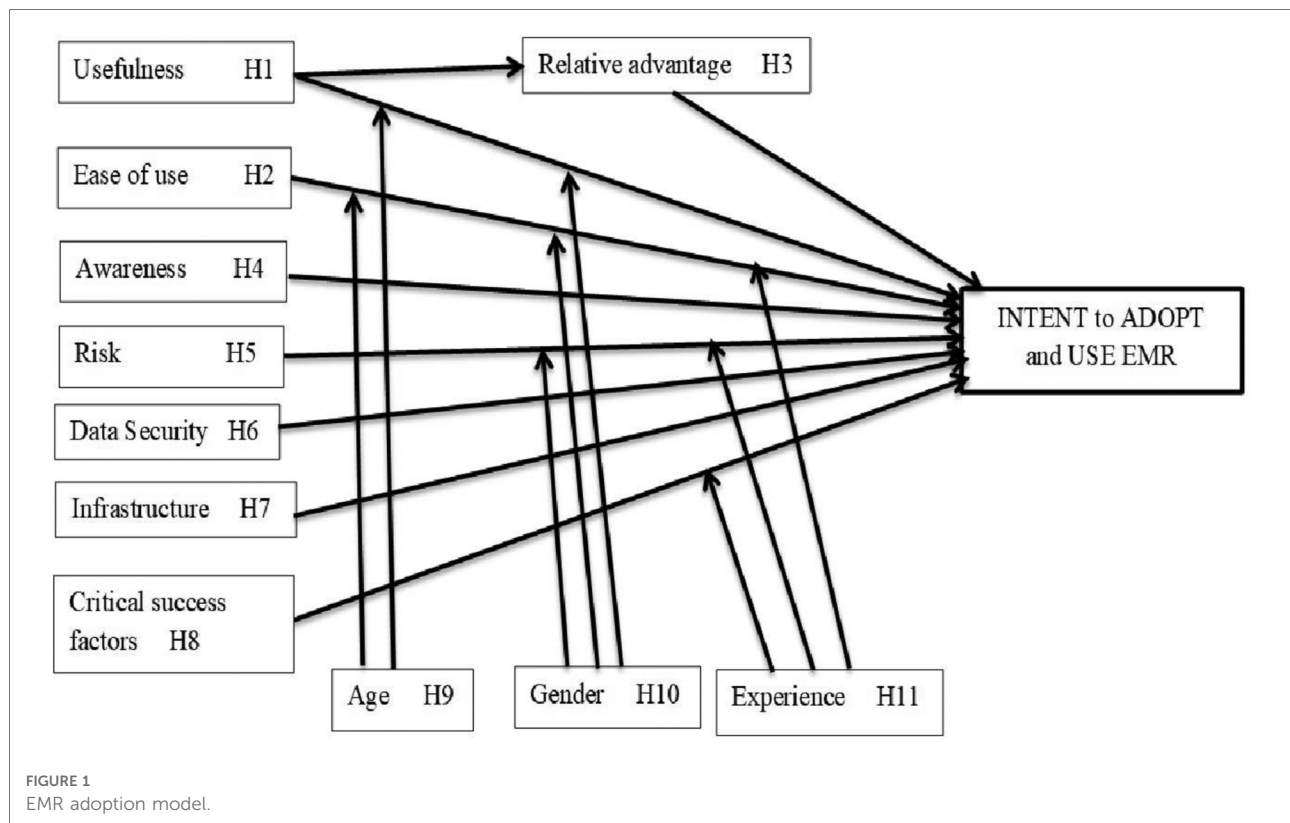 Usefulness H1
Relative advantage H3
Ease of use H2
Awareness H4
INTENT to ADOPT
and USE EMR
Risk H5
Data Security H6
Infrastructure H7
Critical success
factors H8
Age H9
Gender H10
Experience H11
FIGURE 1
EMR adoption model.